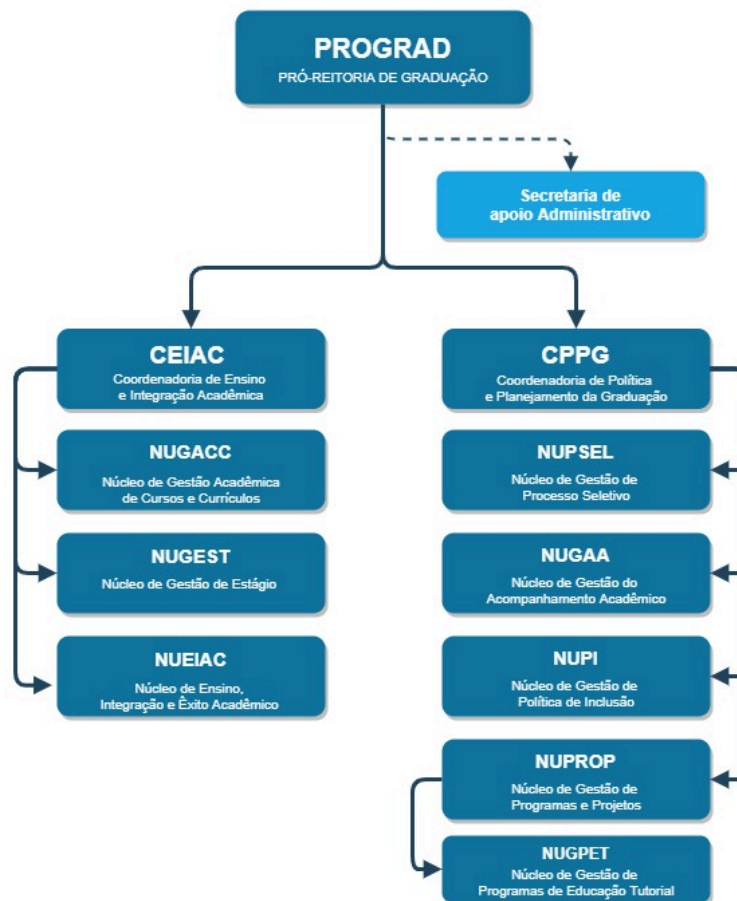 PROGRAD
PRÓ-REITORIA DE GRADUAÇÃO
Secretaria de
apoio Administrativo
CEIAC
Coordenadoria de Ensino
e Integração Acadêmica
NUGACC
Núcleo de Gestão Acadêmica
de Cursos e Currículos
NUGEST
Núcleo de Gestão de Estágio
NUEIAC
Núcleo de Ensino,
Integração e Êxito Acadêmico
CPPG
Coordenadoria de Política
e Planejamento da Graduação
NUPSEL
Núcleo de Gestão de
Processo Seletivo
NUGAA
Núcleo de Gestão do
Acompanhamento Acadêmico
NUPI
Núcleo de Gestão de
Política de Inclusão
NUPROP
Núcleo de Gestão de
Programas e Projetos
NUGPET
Núcleo de Gestão de
Programas de Educação Tutorial